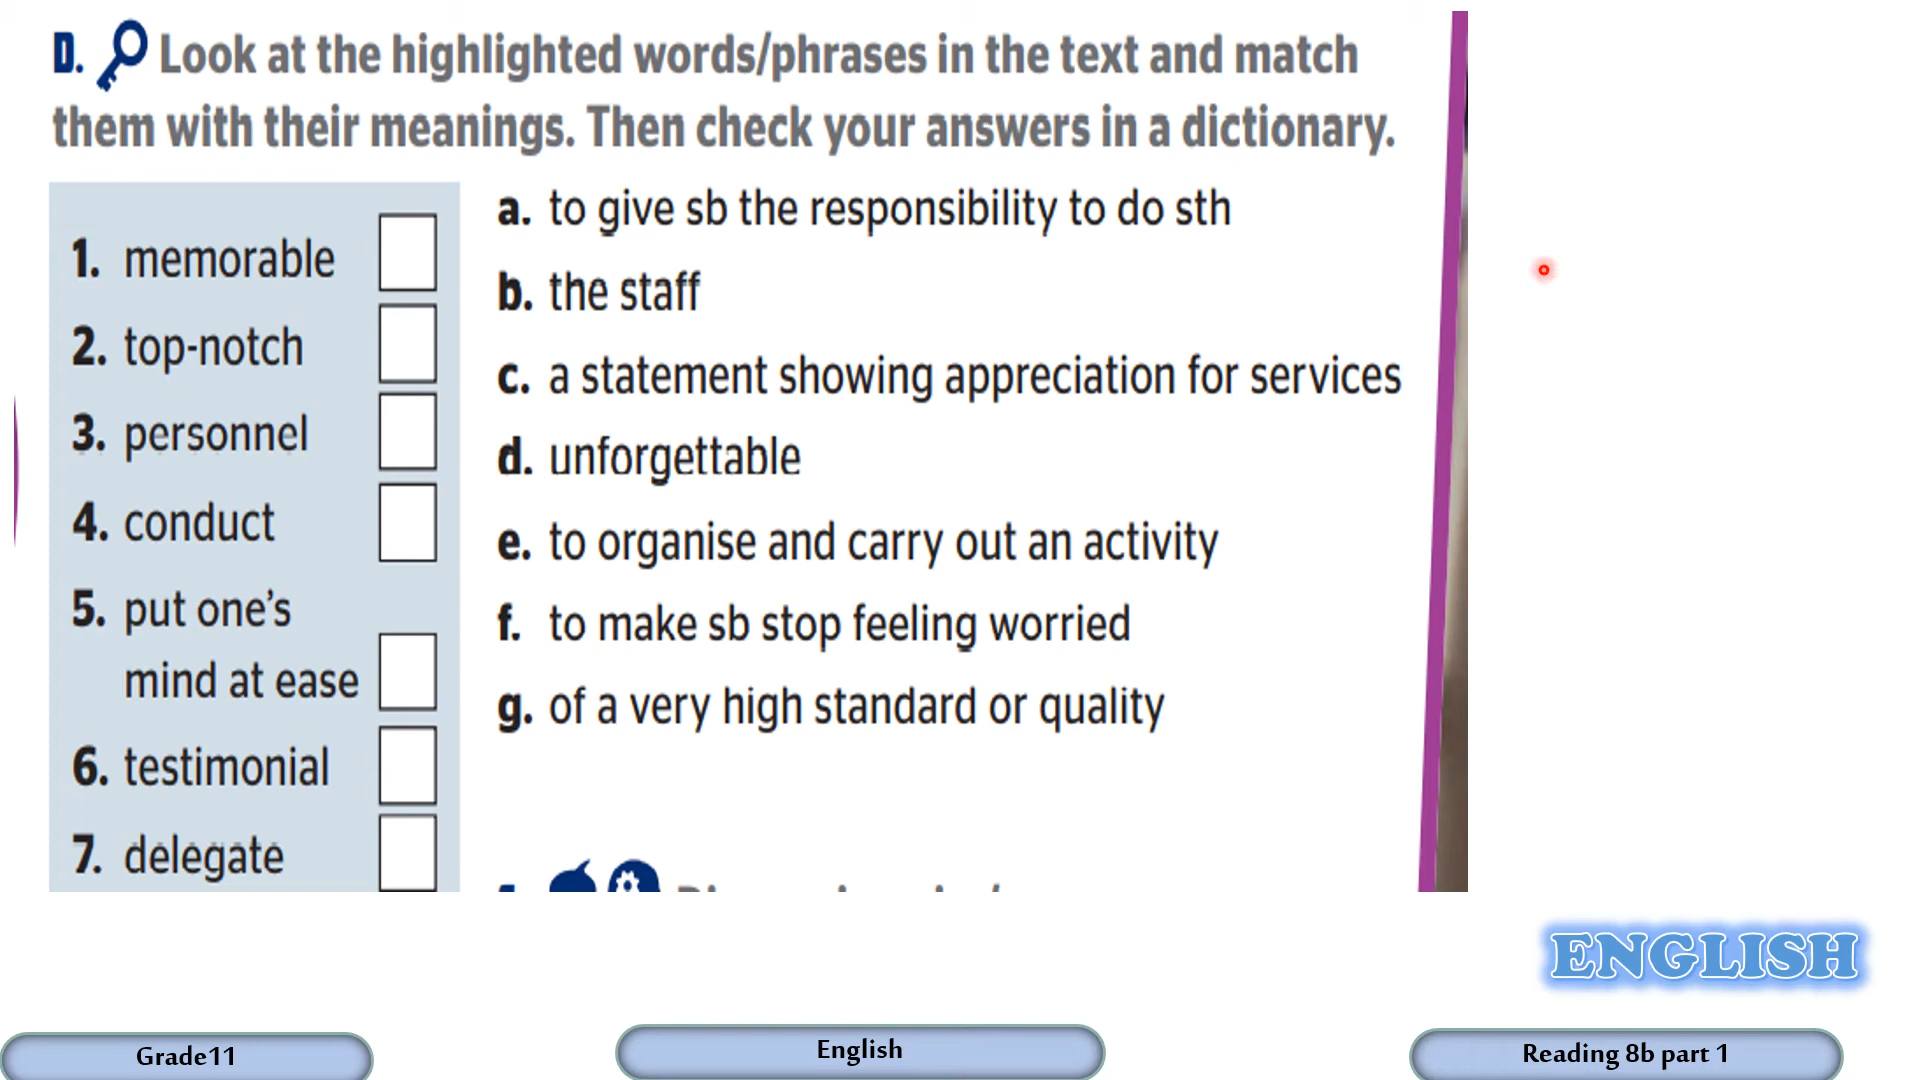 D. Look at the highlighted words/phrases in the text and match
them with their meanings. Then check your answers in a dictionary.
1. memorable
2. top-notch
3. personnel
4. conduct
5. put one's
mind at ease
6. testimonial
7. delegate
a. to give sb the responsibility to do sth
b. the staff
c. a statement showing appreciation for services
d. unforgettable
e. to organise and carry out an activity
f. to make sb stop feeling worried
g. of a very high standard or quality
ENGLISH
Grade11
English
Reading 8b part 1